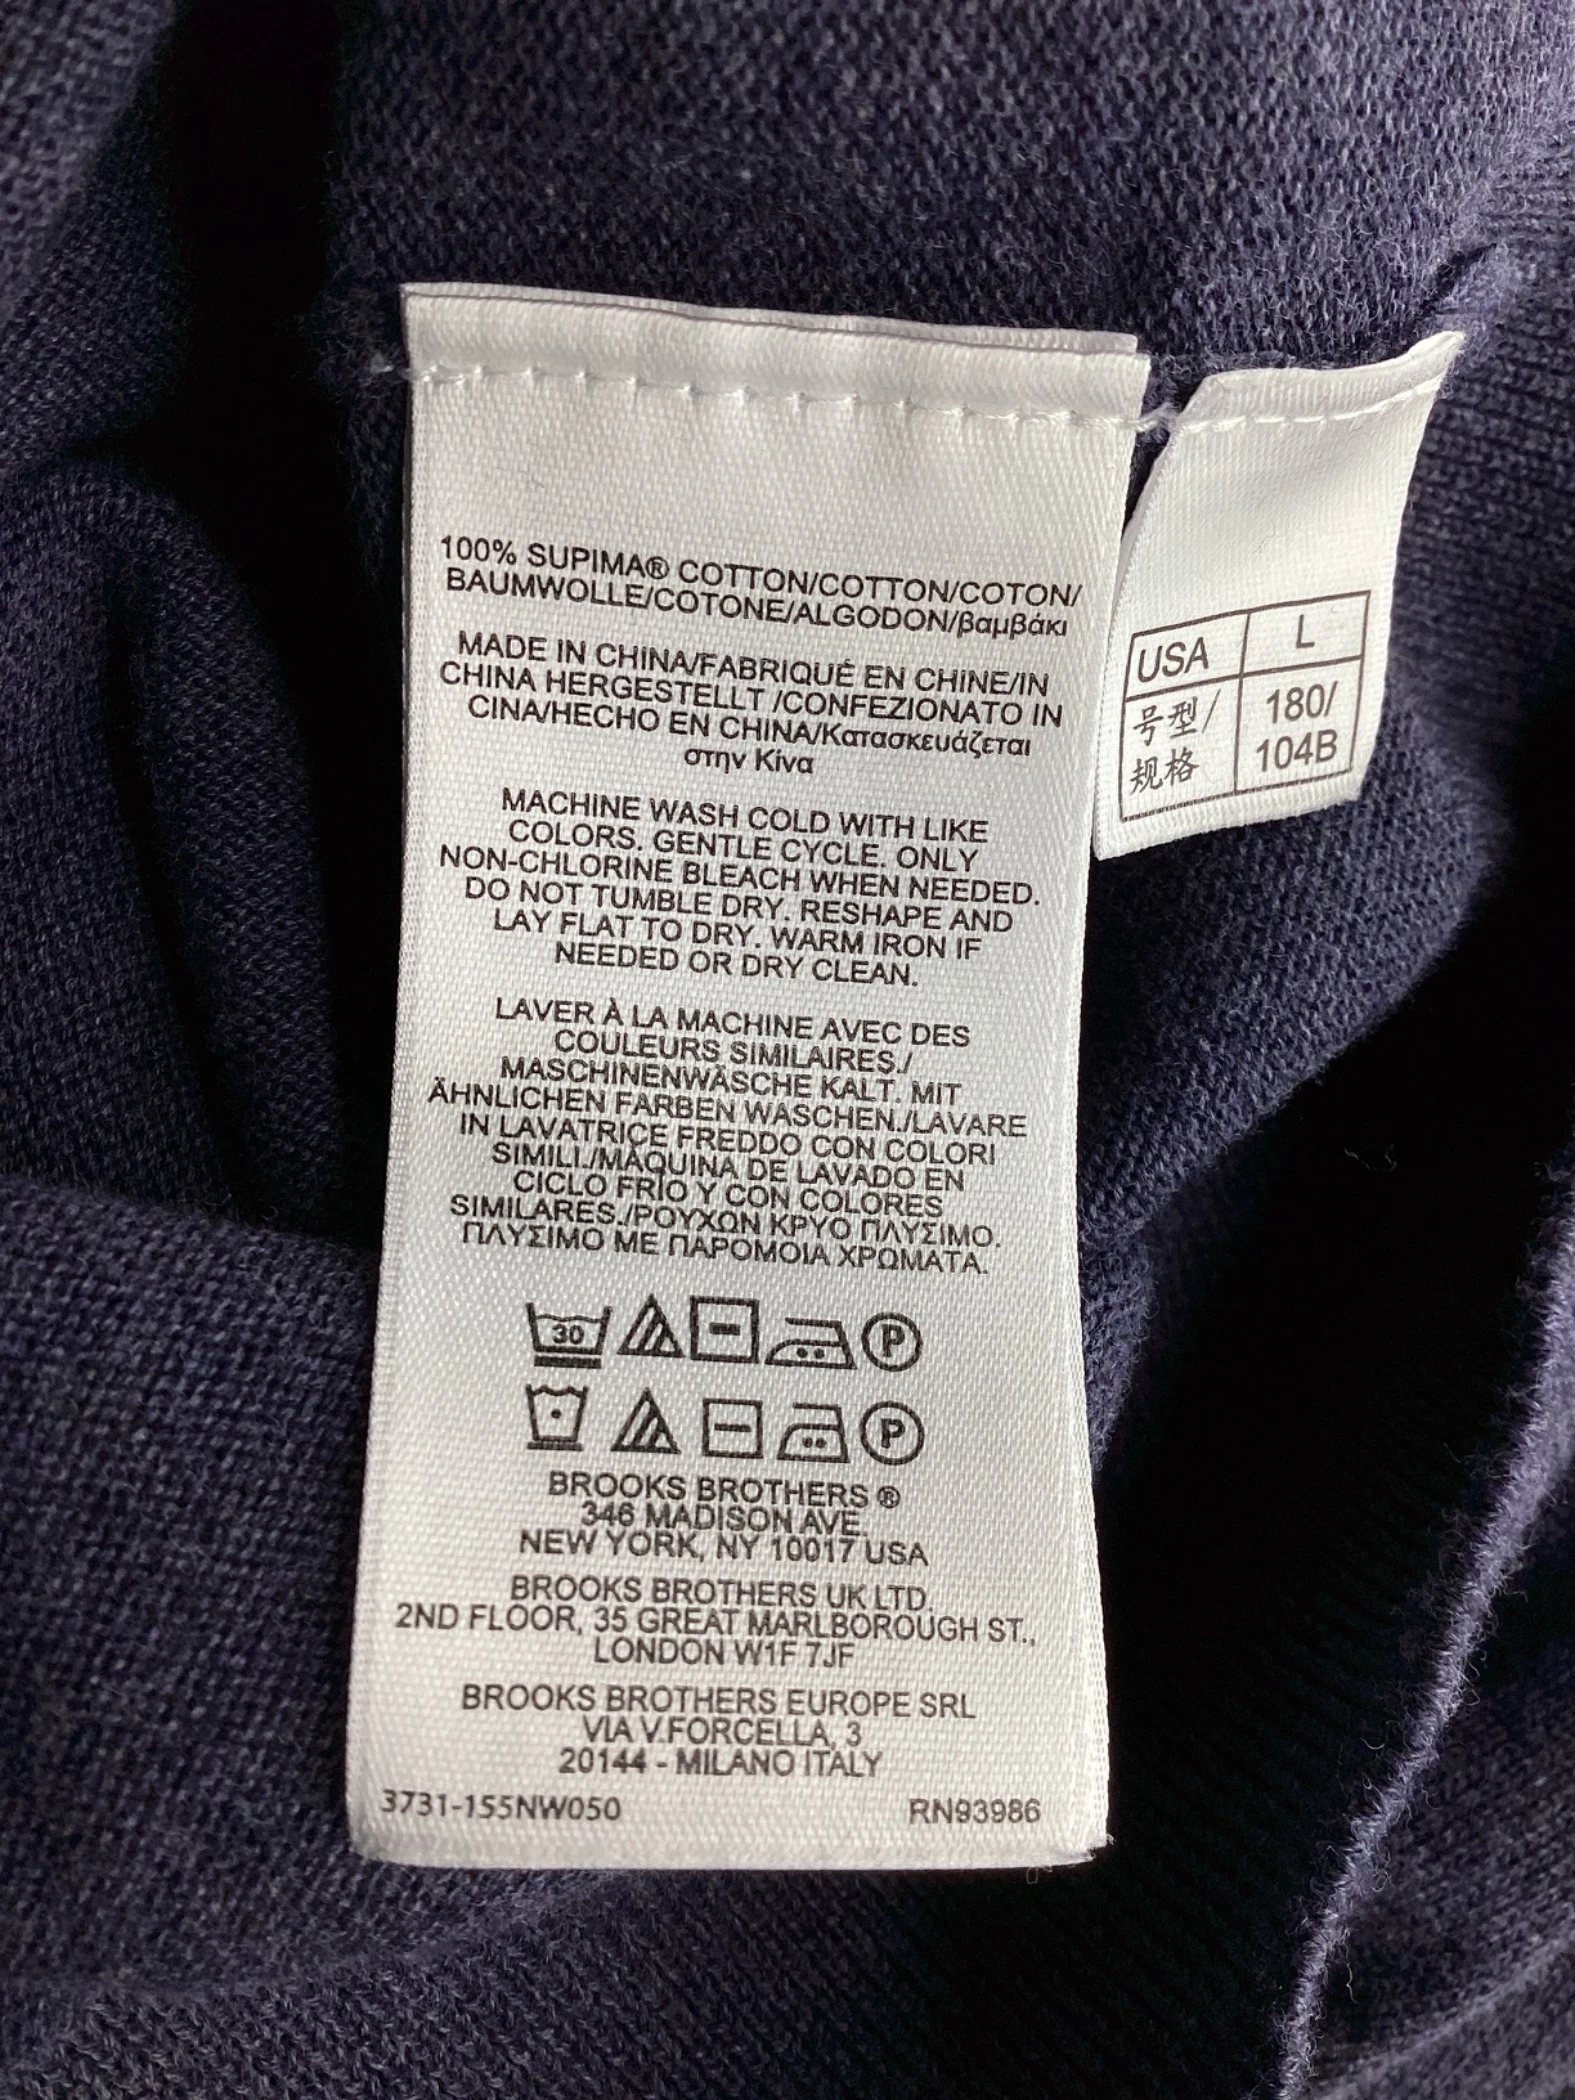 100% SUPIMA® COTTON/COTTON/COTON/
BAUMWOLLE/COTONE/ALGODON/βαμβάκι
MADE IN CHINA/FABRIQUÉ EN CHINE/IN
CHINA HERGESTELLT /CONFEZIONATO IN
CINA/HECHO EN CHINA/Κατασκευάζεται
στην Κίνα
MACHINE WASH COLD WITH LIKE
COLORS. GENTLE CYCLE. ONLY
NON-CHLORINE BLEACH WHEN NEEDED.
DO NOT TUMBLE DRY. RESHAPE AND
LAY FLAT TO DRY. WARM IRON IF
NEEDED OR DRY CLEAN.
LAVER À LA MACHINE AVEC DES
COULEURS SIMILAIRES./
MASCHINENWÄSCHE KALT. MIT
ÄHNLICHEN FARBEN WASCHEN./LAVARE
IN LAVATRICE FREDDO CON COLORI
SIMILI./MÁQUINA DE LAVADO EN
CICLO FRÍO Y CON COLORES
SIMILARES./ΡΟΥΧΩΝ ΚΡΥΟ ΠΛΥΣΙΜΟ.
ΠΛΥΣΙΜΟ ΜΕ ΠΑΡΟΜΟΙΑ ΧΡΩΜΑΤΑ.
30 P
P
BROOKS BROTHERS ®
346 MADISON AVE.
NEW YORK, NY 10017 USA
BROOKS BROTHERS UK LTD.
2ND FLOOR, 35 GREAT MARLBOROUGH ST.,
LONDON W1F 7JF
BROOKS BROTHERS EUROPE SRL
VIA V.FORCELLA, 3
20144 - MILANO ITALY
3731-155NW050 RN93986
USA L
号型/ 180/
规格 104B